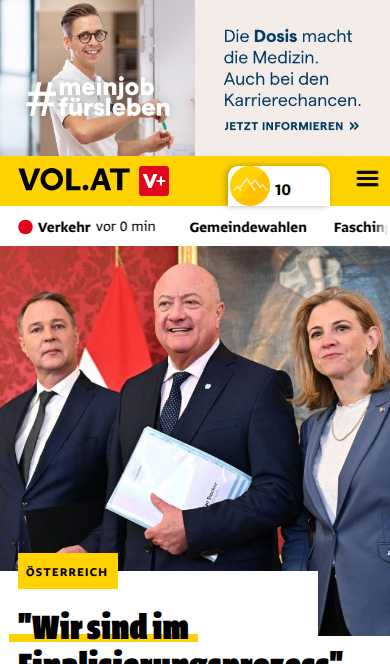 Die Dosis macht
die Medizin.
Auch bei den
Karrierechancen.
JETZT INFORMIEREN »
#meinjob
fürsleben
VOL.AT V+
10
Verkehr vor 0 min Gemeindewahlen Fasching
ÖSTERREICH
"Wir sind im
Finalisierungsprozess"